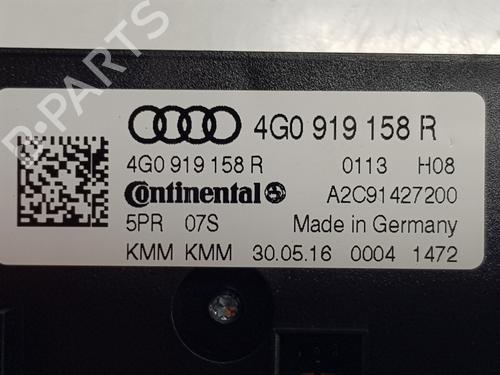 4G0 919 158 R
4G0 919 158 R 0113 H08
Continental A2C91427200
5PR 07S Made in Germany
KMM KMM 30.05.16 0004 1472
B-Parts